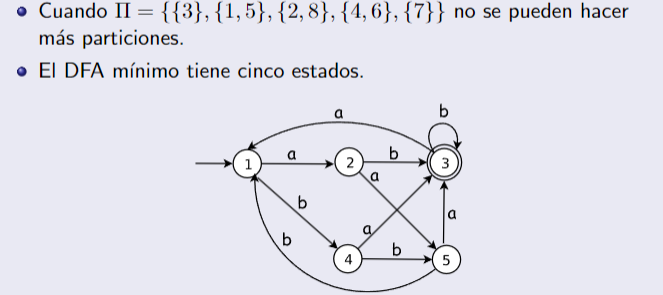 Cuando Π = {{3}, {1, 5}, {2, 8}, {4, 6}, {7}} no se pueden hacer
más particiones.
El DFA mínimo tiene cinco estados.
a
b
1
a
2
b
3
a
b
a
a
b
4
b
5